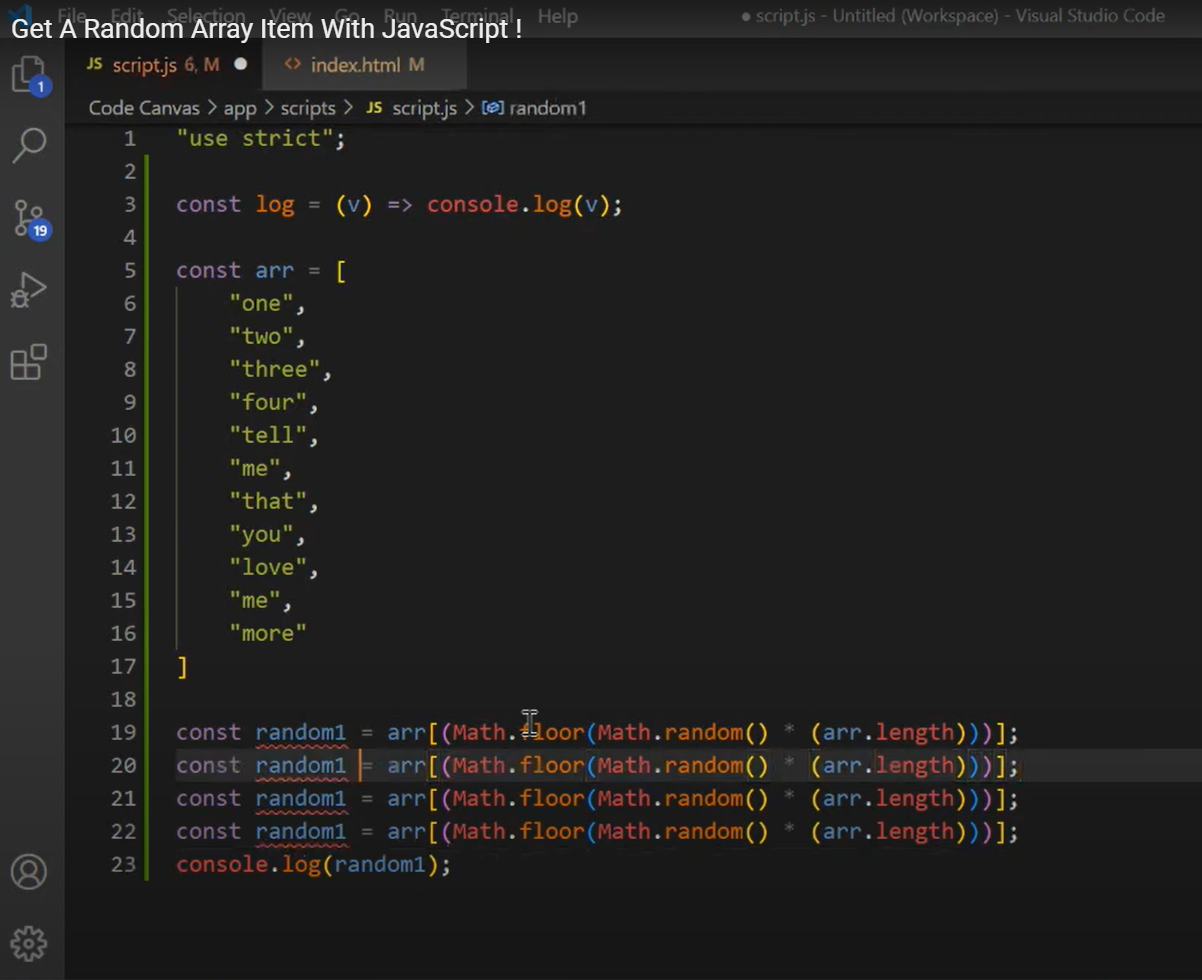 File Edit Selection View Go Run Terminal Help
● script.js - Untitled (Workspace) - Visual Studio Code
Get A Random Array Item With JavaScript !
JS script.js 6, M ● <> index.html M
1
Code Canvas > app > scripts > JS script.js > random1
1 "use strict";
2
3 const log = (v) => console.log(v);
4
19
5 const arr = [
6 "one",
7 "two",
8 "three",
9 "four",
10 "tell",
11 "me",
12 "that",
13 "you",
14 "love",
15 "me",
16 "more"
17 ]
18
19 const random1 = arr[(Math.floor(Math.random() * (arr.length)))];
20 const random1 = arr[(Math.floor(Math.random() * (arr.length)))];
21 const random1 = arr[(Math.floor(Math.random() * (arr.length)))];
22 const random1 = arr[(Math.floor(Math.random() * (arr.length)))];
23 console.log(random1);